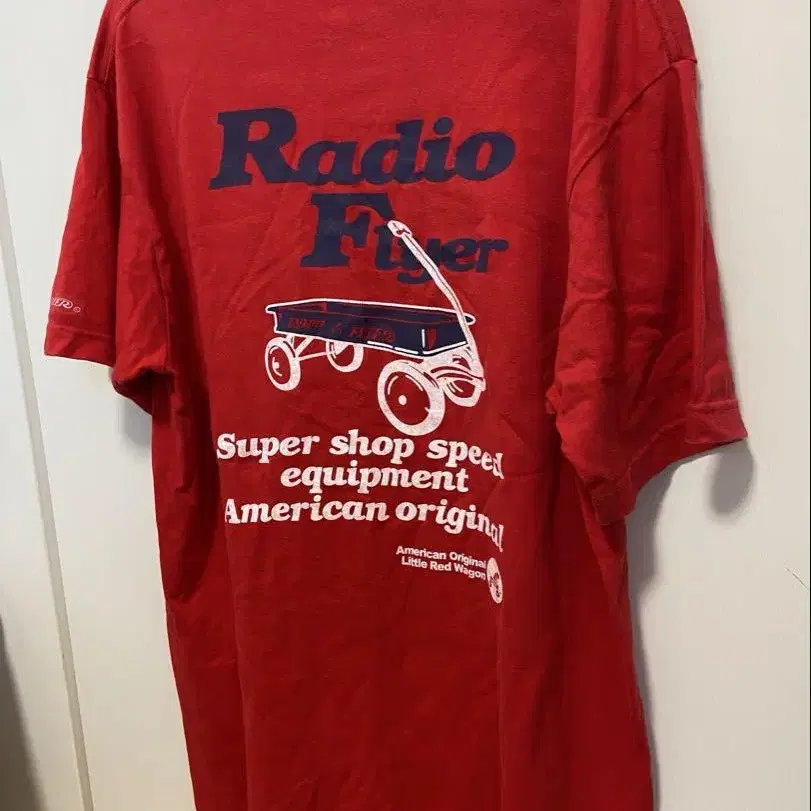 Radio
Flyer
Super shop speed
equipment
American original
American Original
Little Red Wagon